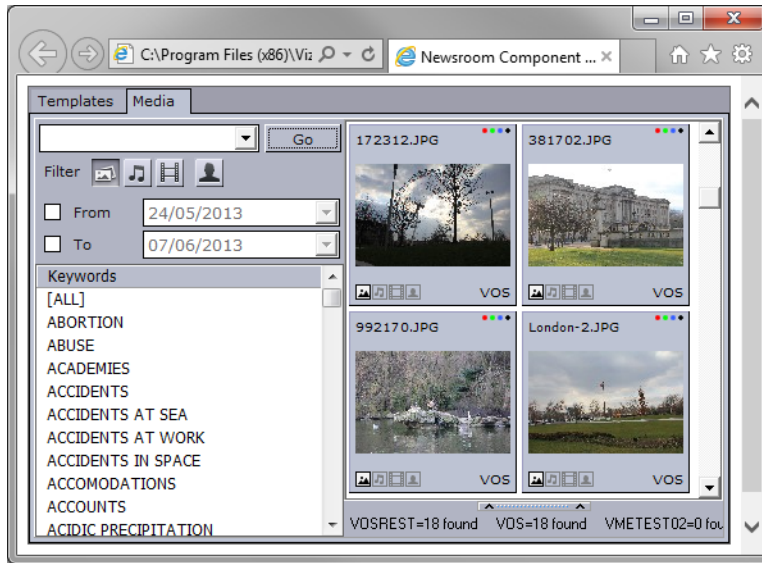 C:\Program Files (x86)\Viz
Newsroom Component ...
Templates Media
Go
Filter
From 24/05/2013
To 07/06/2013
Keywords
[ALL]
ABORTION
ABUSE
ACADEMIES
ACCIDENTS
ACCIDENTS AT SEA
ACCIDENTS AT WORK
ACCIDENTS IN SPACE
ACCOMODATIONS
ACCOUNTS
ACIDIC PRECIPITATION
172312.JPG
VOS
381702.JPG
VOS
992170.JPG
VOS
London-2.JPG
VOS
VOSREST=18 found VOS=18 found VMETEST02=0 fou